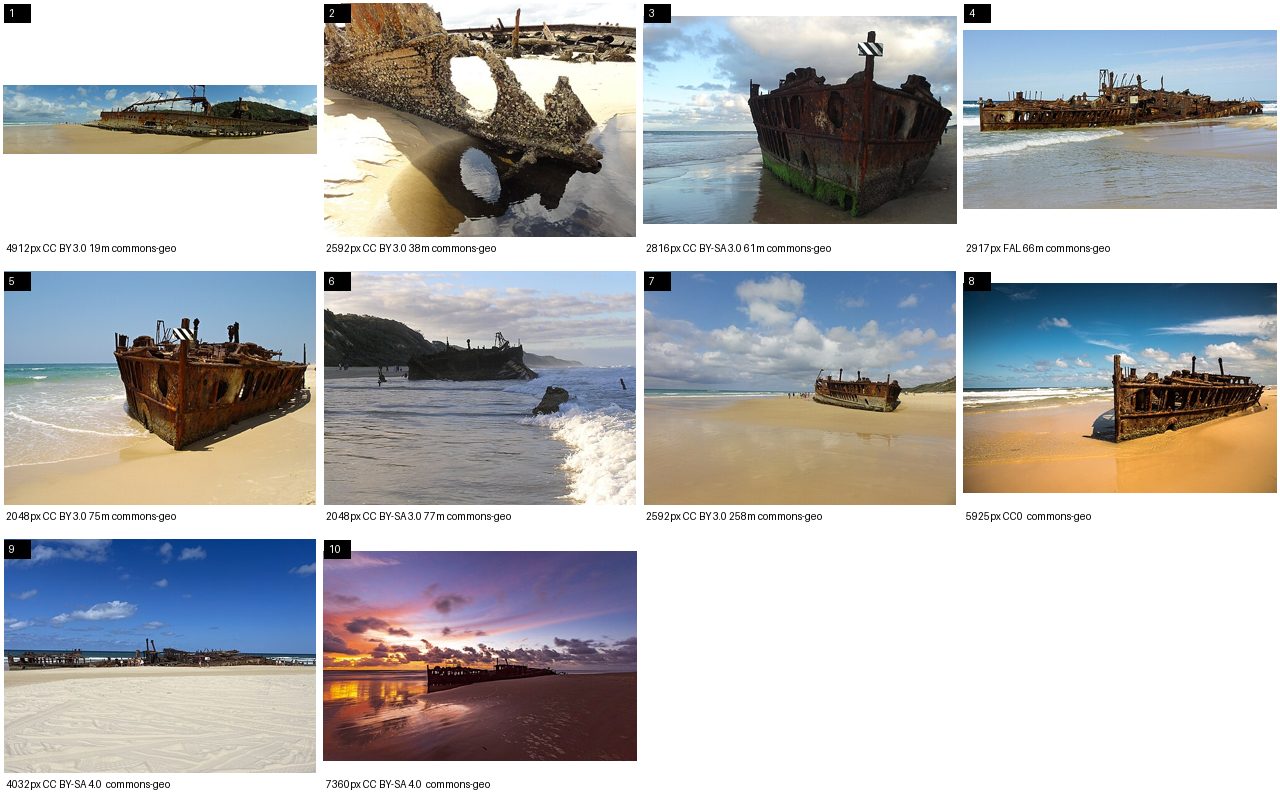 1
2
3
4
4912px CC BY 3.0 19m commons-geo
2592px CC BY 3.0 38m commons-geo
2816px CC BY-SA 3.0 61m commons-geo
2917px FAL 66m commons-geo
5
6
7
8
2048px CC BY 3.0 75m commons-geo
2048px CC BY-SA 3.0 77m commons-geo
2592px CC BY 3.0 258m commons-geo
5925px CC0 commons-geo
9
10
4032px CC BY-SA 4.0 commons-geo
7360px CC BY-SA 4.0 commons-geo